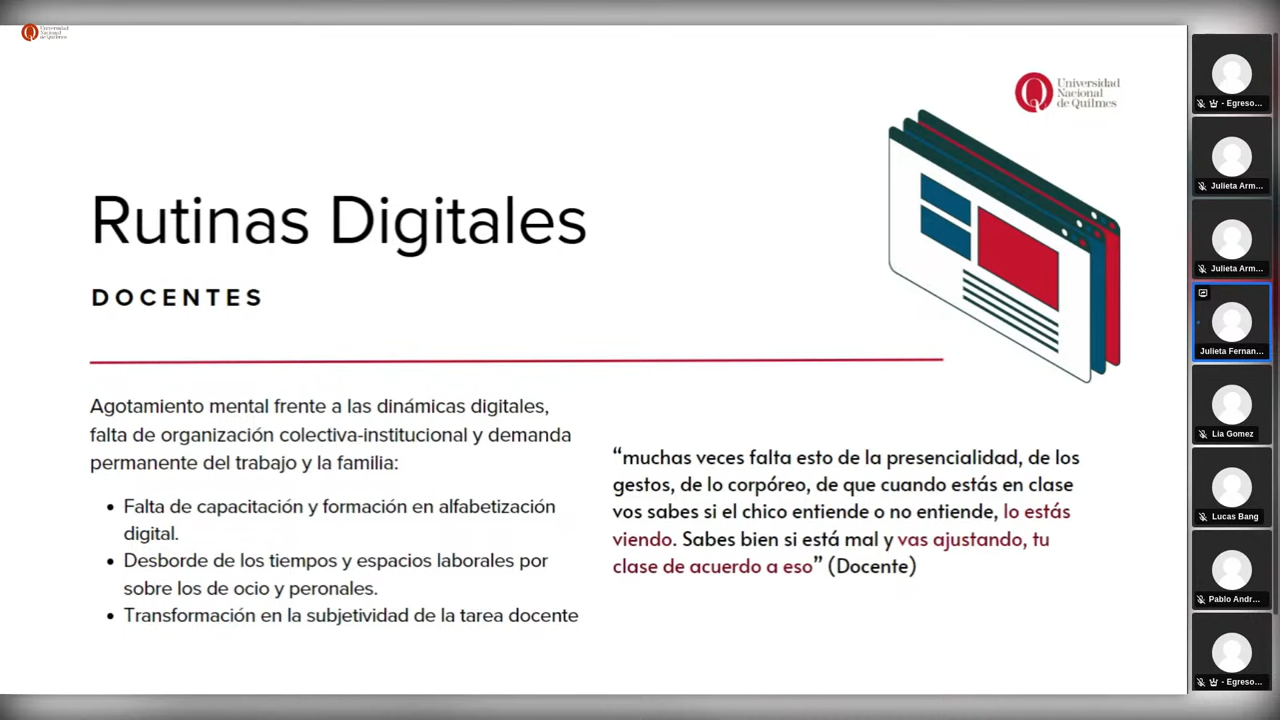 Universidad
Nacional
de Quilmes
Universidad
Nacional
de Quilmes
Rutinas Digitales
DOCENTES
Agotamiento mental frente a las dinámicas digitales,
falta de organización colectiva-institucional y demanda
permanente del trabajo y la familia:
• Falta de capacitación y formación en alfabetización
digital.
• Desborde de los tiempos y espacios laborales por
sobre los de ocio y peronales.
• Transformación en la subjetividad de la tarea docente
“muchas veces falta esto de la presencialidad, de los
gestos, de lo corpóreo, de que cuando estás en clase
vos sabes si el chico entiende o no entiende, lo estás
viendo. Sabes bien si está mal y vas ajustando, tu
clase de acuerdo a eso” (Docente)
- Egreso...
Julieta Arm...
Julieta Arm...
Julieta Fernan...
Lia Gomez
Lucas Bang
Pablo Andr...
- Egreso...